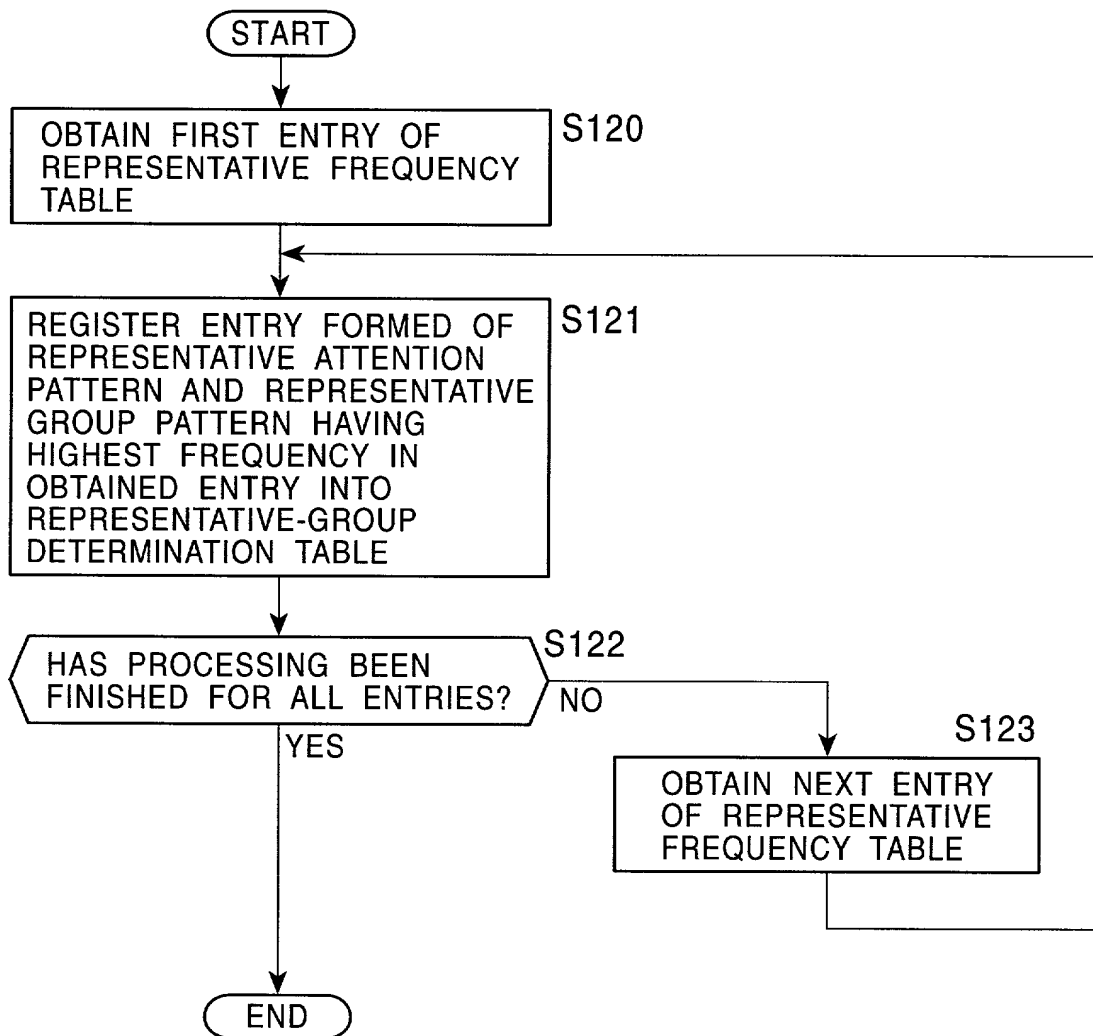 START
OBTAIN FIRST ENTRY OF
REPRESENTATIVE FREQUENCY
TABLE
S120
REGISTER ENTRY FORMED OF
REPRESENTATIVE ATTENTION
PATTERN AND REPRESENTATIVE
GROUP PATTERN HAVING
HIGHEST FREQUENCY IN
OBTAINED ENTRY INTO
REPRESENTATIVE-GROUP
DETERMINATION TABLE
S121
HAS PROCESSING BEEN
FINISHED FOR ALL ENTRIES?
S122
NO
YES
S123
OBTAIN NEXT ENTRY
OF REPRESENTATIVE
FREQUENCY TABLE
END